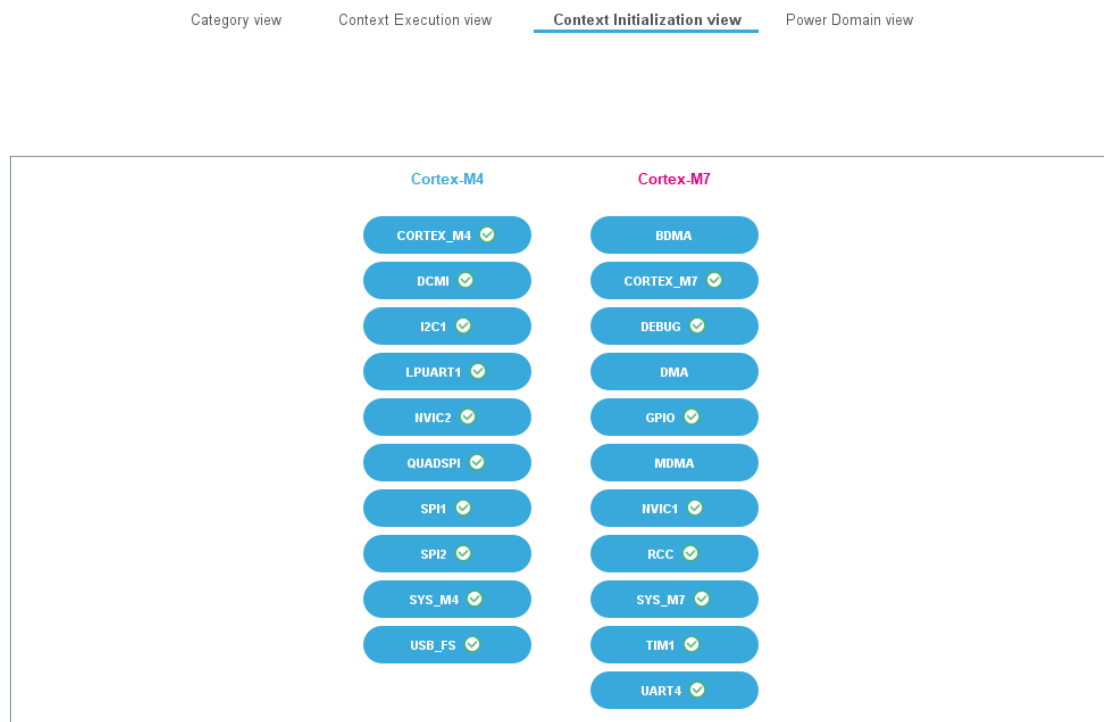 Category view Context Execution view Context Initialization view Power Domain view
Cortex-M4 Cortex-M7
CORTEX_M4 BDMA
DCMI CORTEX_M7
I2C1 DEBUG
LPUART1 DMA
NVIC2 GPIO
QUADSPI MDMA
SPI1 NVIC1
SPI2 RCC
SYS_M4 SYS_M7
USB_FS TIM1
UART4